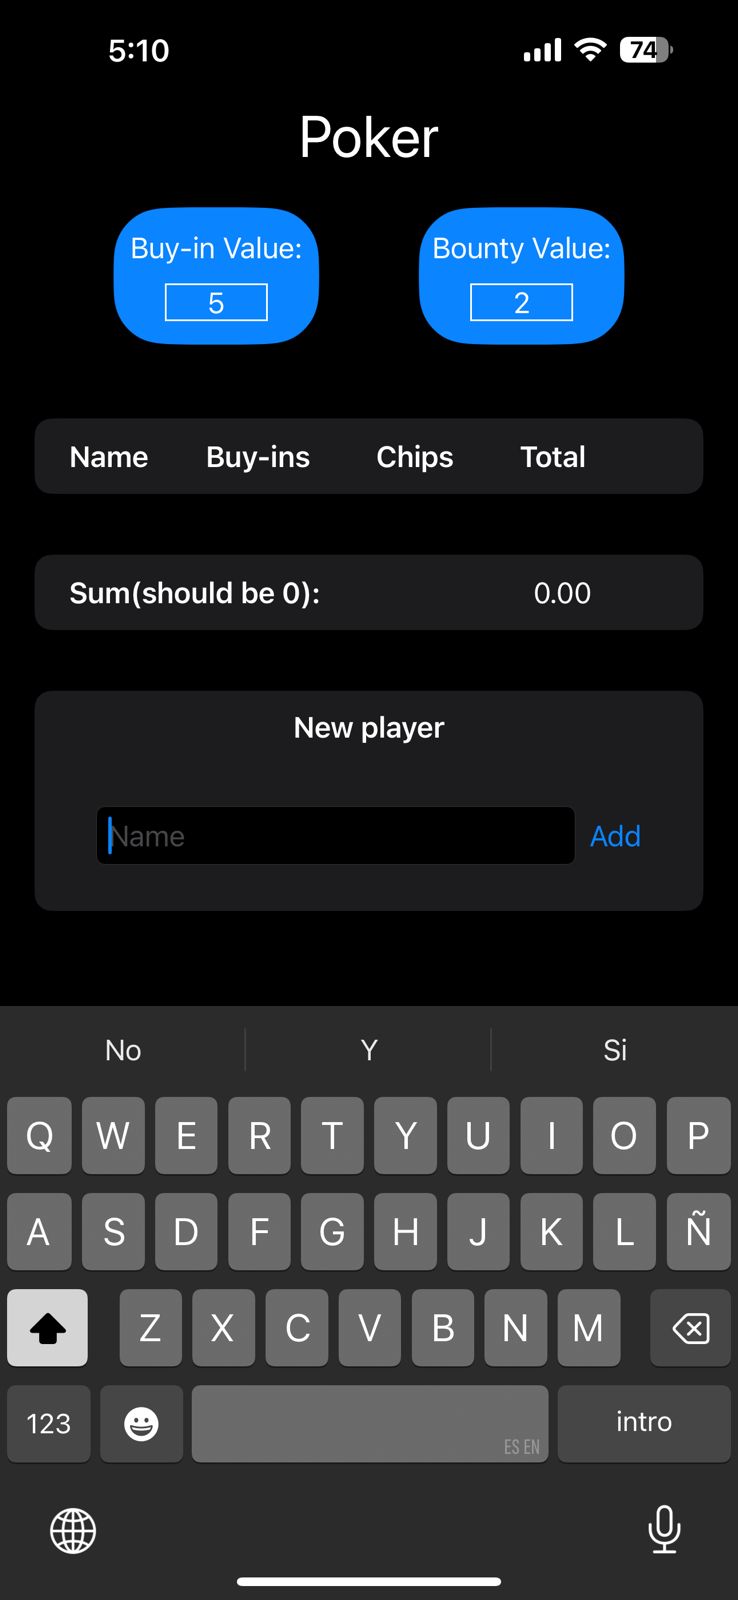 5:10 74
Poker
Buy-in Value: Bounty Value:
5 2
Name Buy-ins Chips Total
Sum(should be 0): 0.00
New player
Name Add
No Y Si
Q W E R T Y U I O P
A S D F G H J K L Ñ
Z X C V B N M
123 ES EN intro